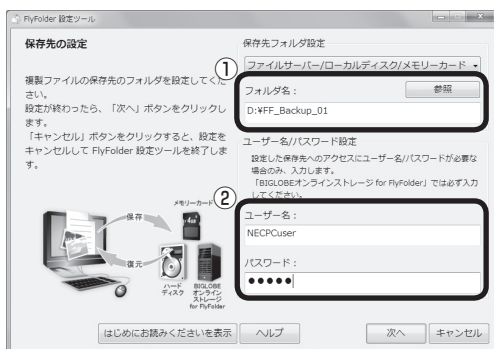 FlyFolder 設定ツール
保存先の設定
複製ファイルの保存先のフォルダを設定してください。
設定が終わったら、「次へ」ボタンをクリックします。
「キャンセル」ボタンをクリックすると、設定をキャンセルして FlyFolder 設定ツールを終了します。
メモリーカード
保存
復元
ハード
ディスク
BIGLOBE
オンライン
ストレージ
for FlyFolder
保存先フォルダ設定
ファイルサーバー/ローカルディスク/メモリーカード
①
フォルダ名：
参照
D:¥FF_Backup_01
ユーザー名/パスワード設定
設定した保存先へのアクセスにユーザー名/パスワードが必要な
場合のみ、入力します。
「BIGLOBEオンラインストレージ for FlyFolder」では必ず入力
してください。
②
ユーザー名：
NECPCuser
パスワード：
●●●●●
はじめにお読みくださいを表示
ヘルプ
次へ
キャンセル